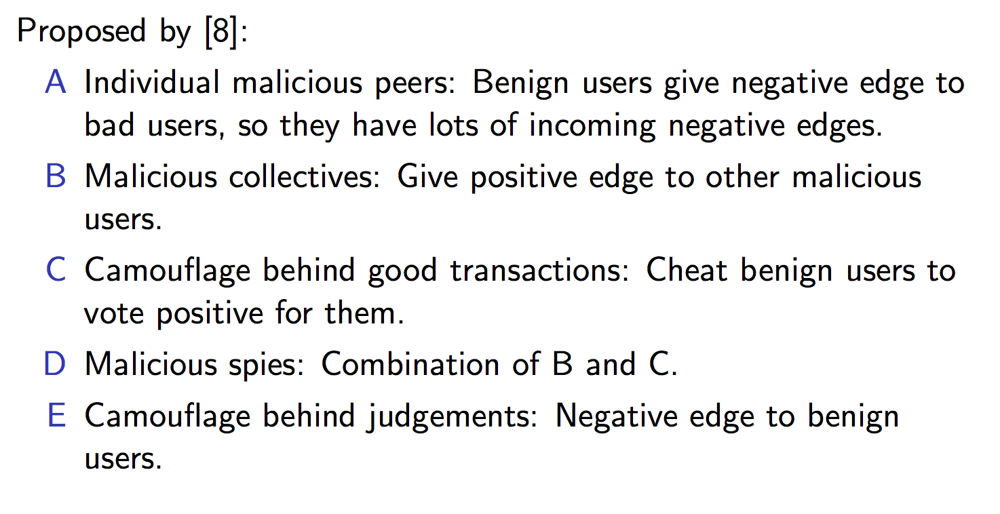 Proposed by [8]:
A Individual malicious peers: Benign users give negative edge to
bad users, so they have lots of incoming negative edges.
B Malicious collectives: Give positive edge to other malicious
users.
C Camouflage behind good transactions: Cheat benign users to
vote positive for them.
D Malicious spies: Combination of B and C.
E Camouflage behind judgements: Negative edge to benign
users.